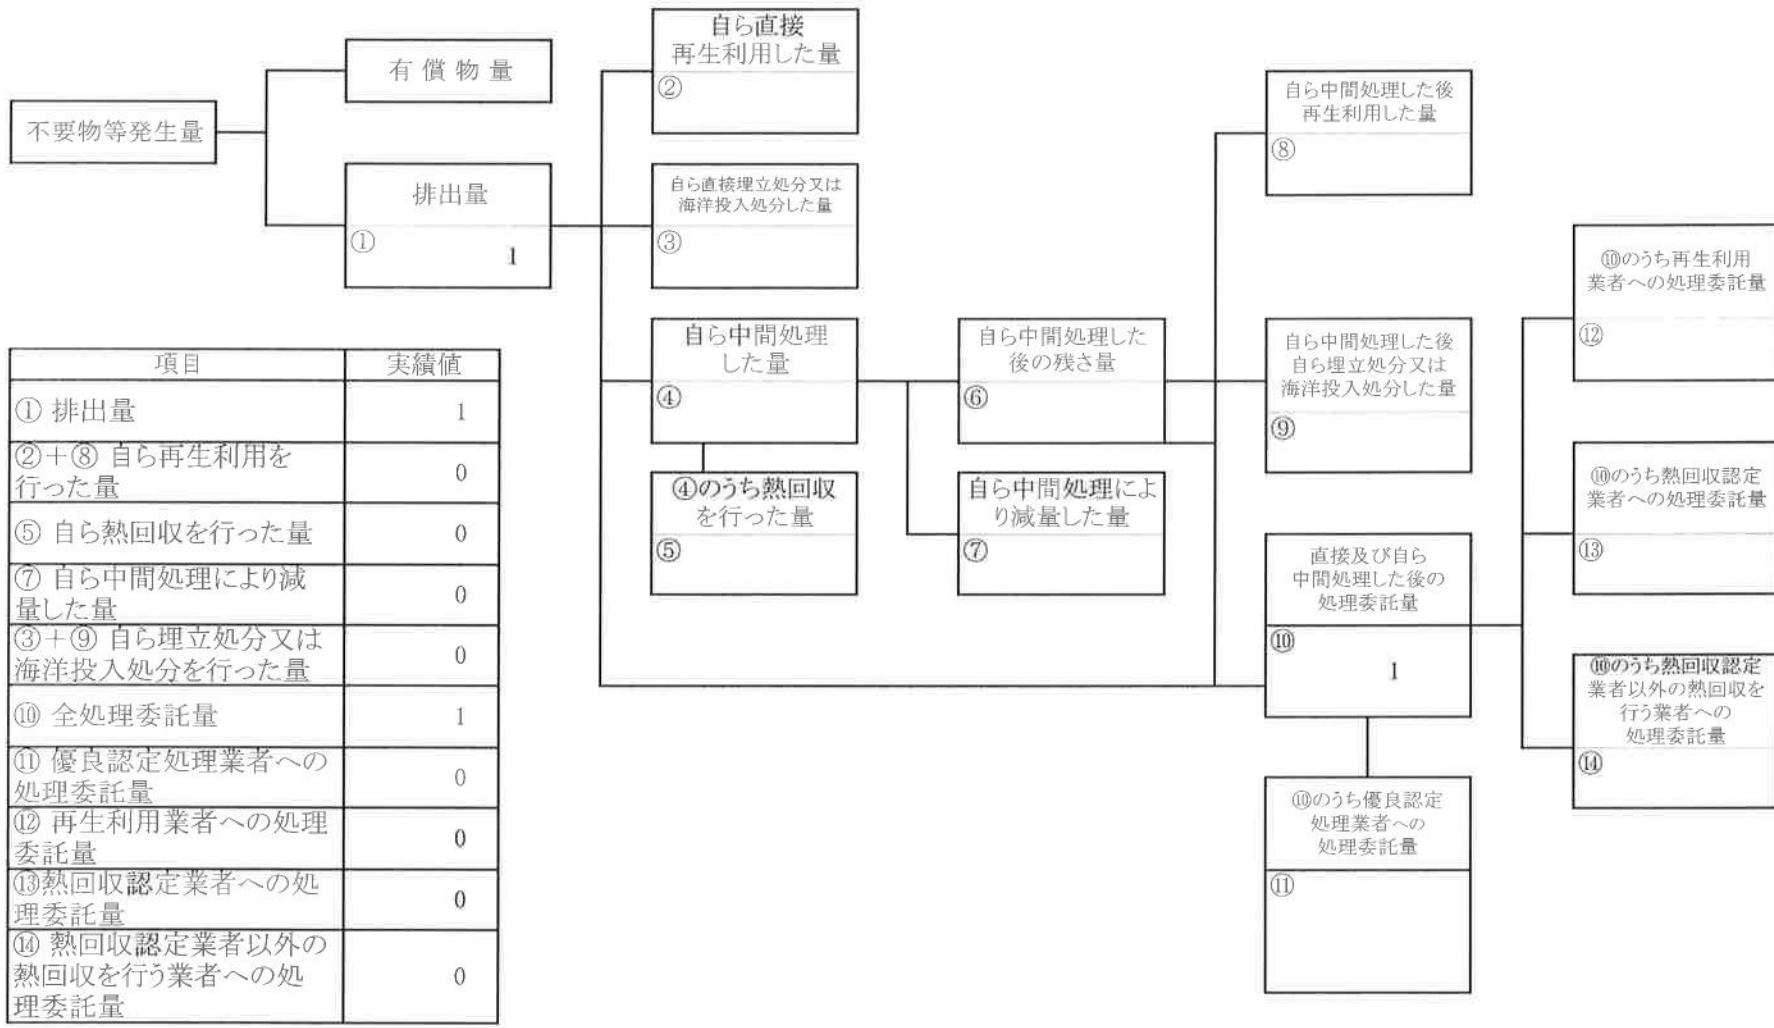 不要物等発生量
有償物量
排出量
①
1
自ら直接
再生利用した量
②
自ら直接埋立処分又は
海洋投入処分した量
③
自ら中間処理
した量
④
④のうち熱回収
を行った量
⑤
自ら中間処理した
後の残さ量
⑥
自ら中間処理によ
り減量した量
⑦
自ら中間処理した後
再生利用した量
⑧
自ら中間処理した後
自ら埋立処分又は
海洋投入処分した量
⑨
直接及び自ら
中間処理した後の
処理委託量
⑩
1
⑩のうち優良認定
処理業者への
処理委託量
⑪
⑩のうち再生利用
業者への処理委託量
⑫
⑩のうち熱回収認定
業者への処理委託量
⑬
⑩のうち熱回収認定
業者以外の熱回収を
行う業者への
処理委託量
⑭
項目 実績値
① 排出量 1
②+⑧ 自ら再生利用を
行った量 0
⑤ 自ら熱回収を行った量 0
⑦ 自ら中間処理により減
量した量 0
③+⑨ 自ら埋立処分又は
海洋投入処分を行った量 0
⑩ 全処理委託量 1
⑪ 優良認定処理業者への
処理委託量 0
⑫ 再生利用業者への処理
委託量 0
⑬熱回収認定業者への処
理委託量 0
⑭ 熱回収認定業者以外の
熱回収を行う業者への処
理委託量 0